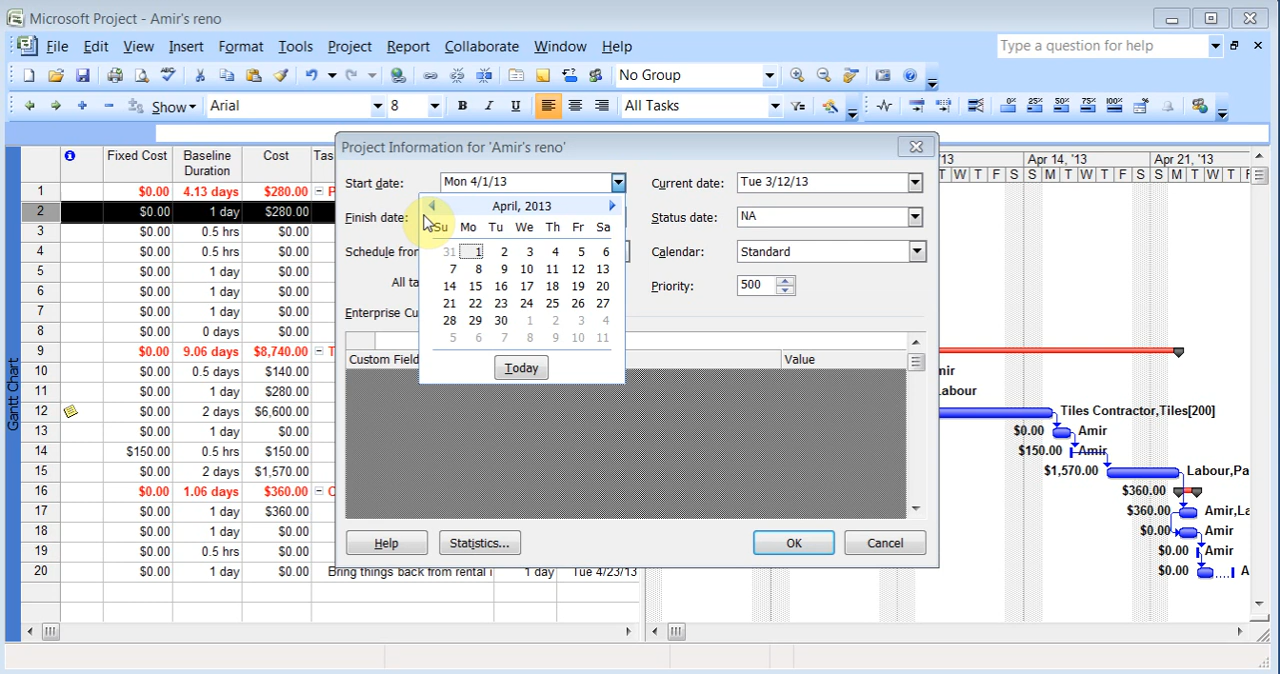 Microsoft Project - Amir's reno
File Edit View Insert Format Tools Project Report Collaborate Window Help
Type a question for help
No Group
Show Arial 8 B I U All Tasks
0% 25% 50% 75% 100%
Project Information for 'Amir's reno'
Start date: Mon 4/1/13
Current date: Tue 3/12/13
Finish date:
Status date: NA
Schedule from
Calendar: Standard
All ta
Priority: 500
Enterprise Cu
Custom Field
Value
Help Statistics... OK Cancel
April, 2013
Su Mo Tu We Th Fr Sa
31 1 2 3 4 5 6
7 8 9 10 11 12 13
14 15 16 17 18 19 20
21 22 23 24 25 26 27
28 29 30 1 2 3 4
5 6 7 8 9 10 11
Today
Gantt Chart
Fixed Cost Baseline Duration Cost Tas
1 $0.00 4.13 days $280.00 P
2 $0.00 1 day $280.00
3 $0.00 0.5 hrs $0.00
4 $0.00 0.5 hrs $0.00
5 $0.00 1 day $0.00
6 $0.00 1 day $0.00
7 $0.00 1 day $0.00
8 $0.00 0 days $0.00
9 $0.00 9.06 days $8,740.00 T
10 $0.00 0.5 days $140.00
11 $0.00 1 day $280.00
12 $0.00 2 days $6,600.00
13 $0.00 1 day $0.00
14 $150.00 0.5 hrs $150.00
15 $0.00 2 days $1,570.00
16 $0.00 1.06 days $360.00
17 $0.00 1 day $360.00
18 $0.00 1 day $0.00
19 $0.00 0.5 hrs $0.00
20 $0.00 1 day $0.00 Bring things back from rental 1 day Tue 4/23/13
'13 Apr 14, '13 Apr 21, '13
T W T F S S M T W T F S S M T W T F
mir
abour
Tiles Contractor,Tiles[200]
$0.00 Amir
$150.00 Amir
$1,570.00 Labour,Pa
$360.00
$360.00 Amir,La
$0.00 Amir
$0.00 Amir
$0.00 A